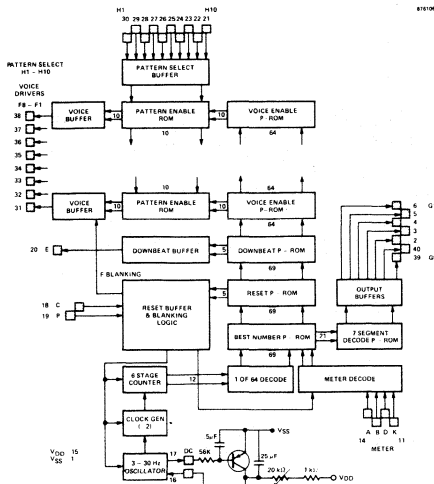 H1 H10
30 29 28 27 26 25 24 23 22 21
PATTERN SELECT
H1 - H10
PATTERN SELECT
BUFFER
VOICE
DRIVERS
F8 - F1
38
37
36
35
34
33
32
31
VOICE
BUFFER
10
PATTERN ENABLE
ROM
10
VOICE ENABLE
P - ROM
10
64
10
64
VOICE
BUFFER
10
PATTERN ENABLE
ROM
10
VOICE ENABLE
P - ROM
64
20 E
DOWNBEAT BUFFER
5
DOWNBEAT P - ROM
69
F BLANKING
18 C
19 P
RESET BUFFER
& BLANKING
LOGIC
5
RESET P - ROM
69
BEST NUMBER P - ROM
21
7 SEGMENT
DECODE P - ROM
69
OUTPUT
BUFFERS
6 G
5
4
3
2
40
39
6 STAGE
COUNTER
12
1 OF 64 DECODE
METER DECODE
A B D K
14 11
METER
CLOCK GEN
( 2)
VDD 15
VSS 1
3 - 30 Hz
OSCILLATOR
17
16
DC
56K
5µF
VSS
25 µF
20 kΩ
1 kΩ
VDD